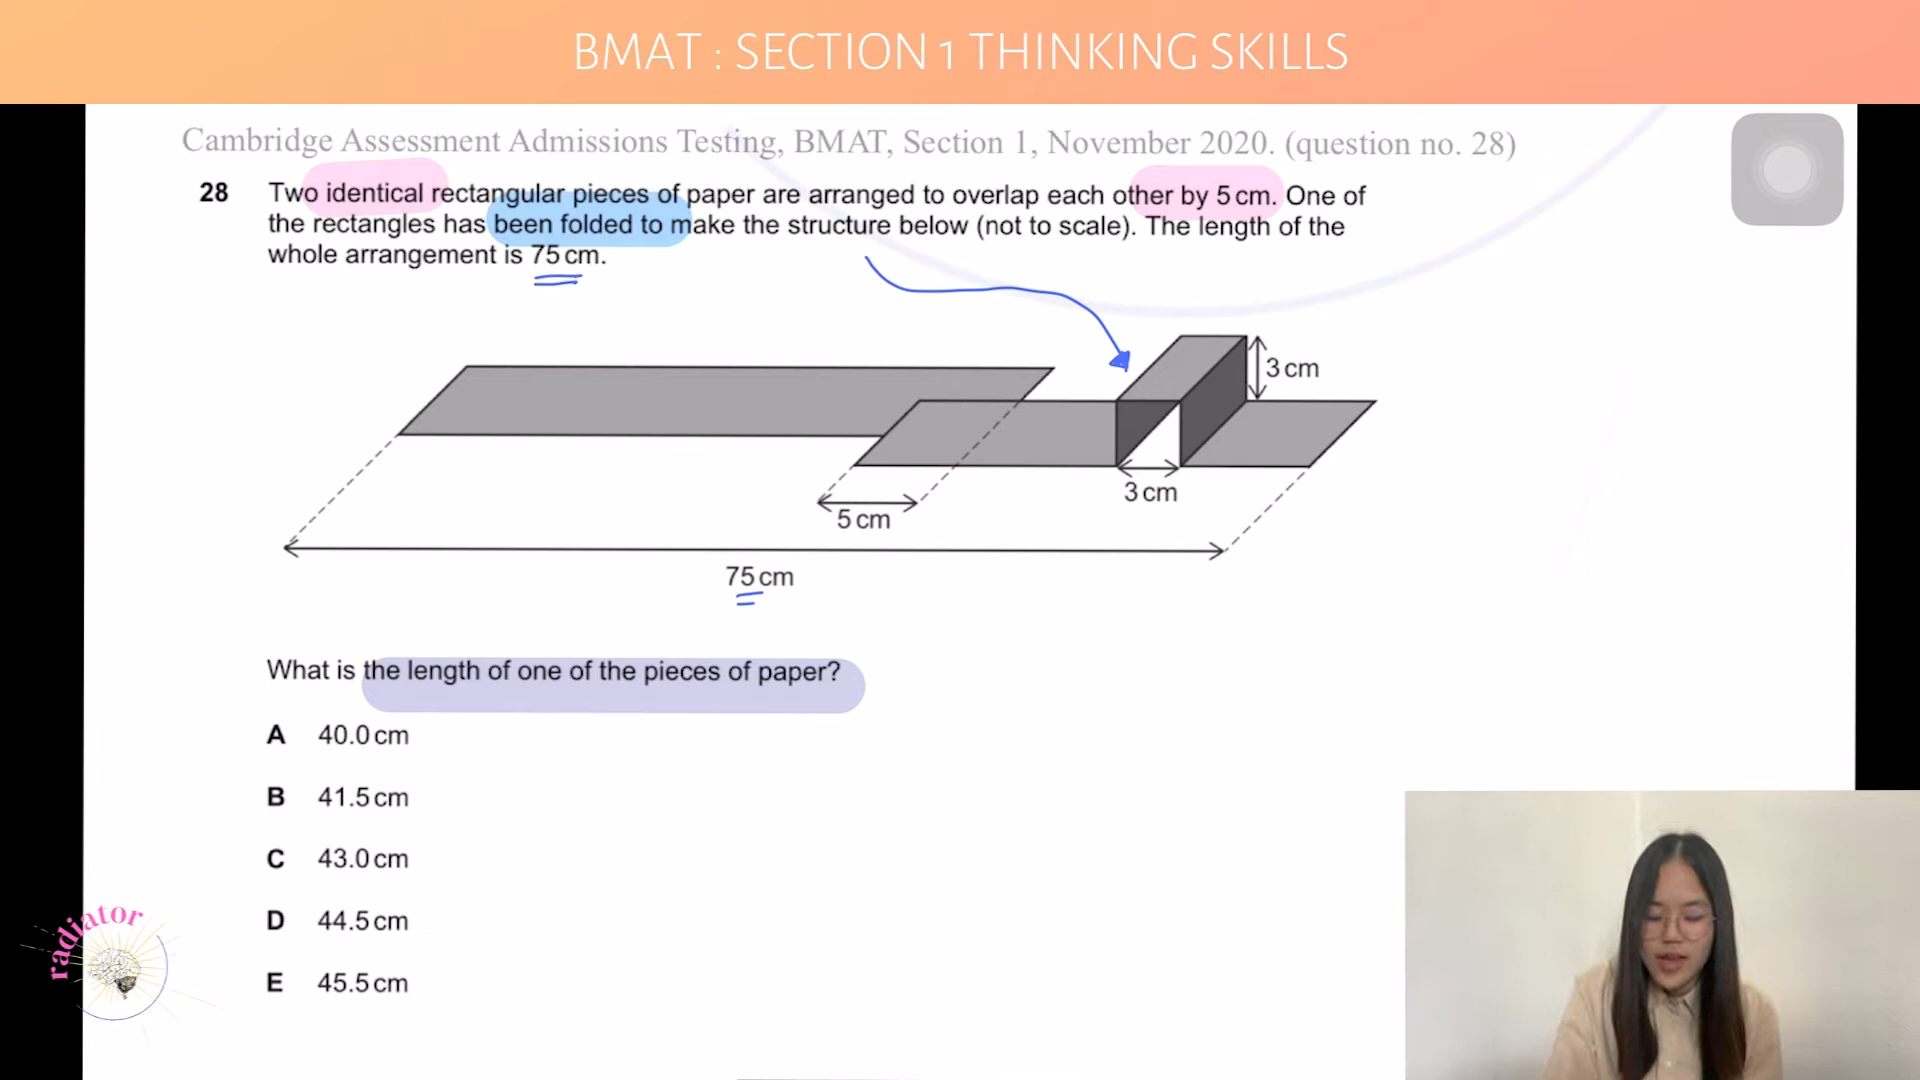 BMAT : SECTION 1 THINKING SKILLS
Cambridge Assessment Admissions Testing, BMAT, Section 1, November 2020. (question no. 28)
28 Two identical rectangular pieces of paper are arranged to overlap each other by 5 cm. One of
the rectangles has been folded to make the structure below (not to scale). The length of the
whole arrangement is 75 cm.
3 cm
3 cm
5 cm
75 cm
What is the length of one of the pieces of paper?
A 40.0 cm
B 41.5 cm
C 43.0 cm
D 44.5 cm
E 45.5 cm
radiator